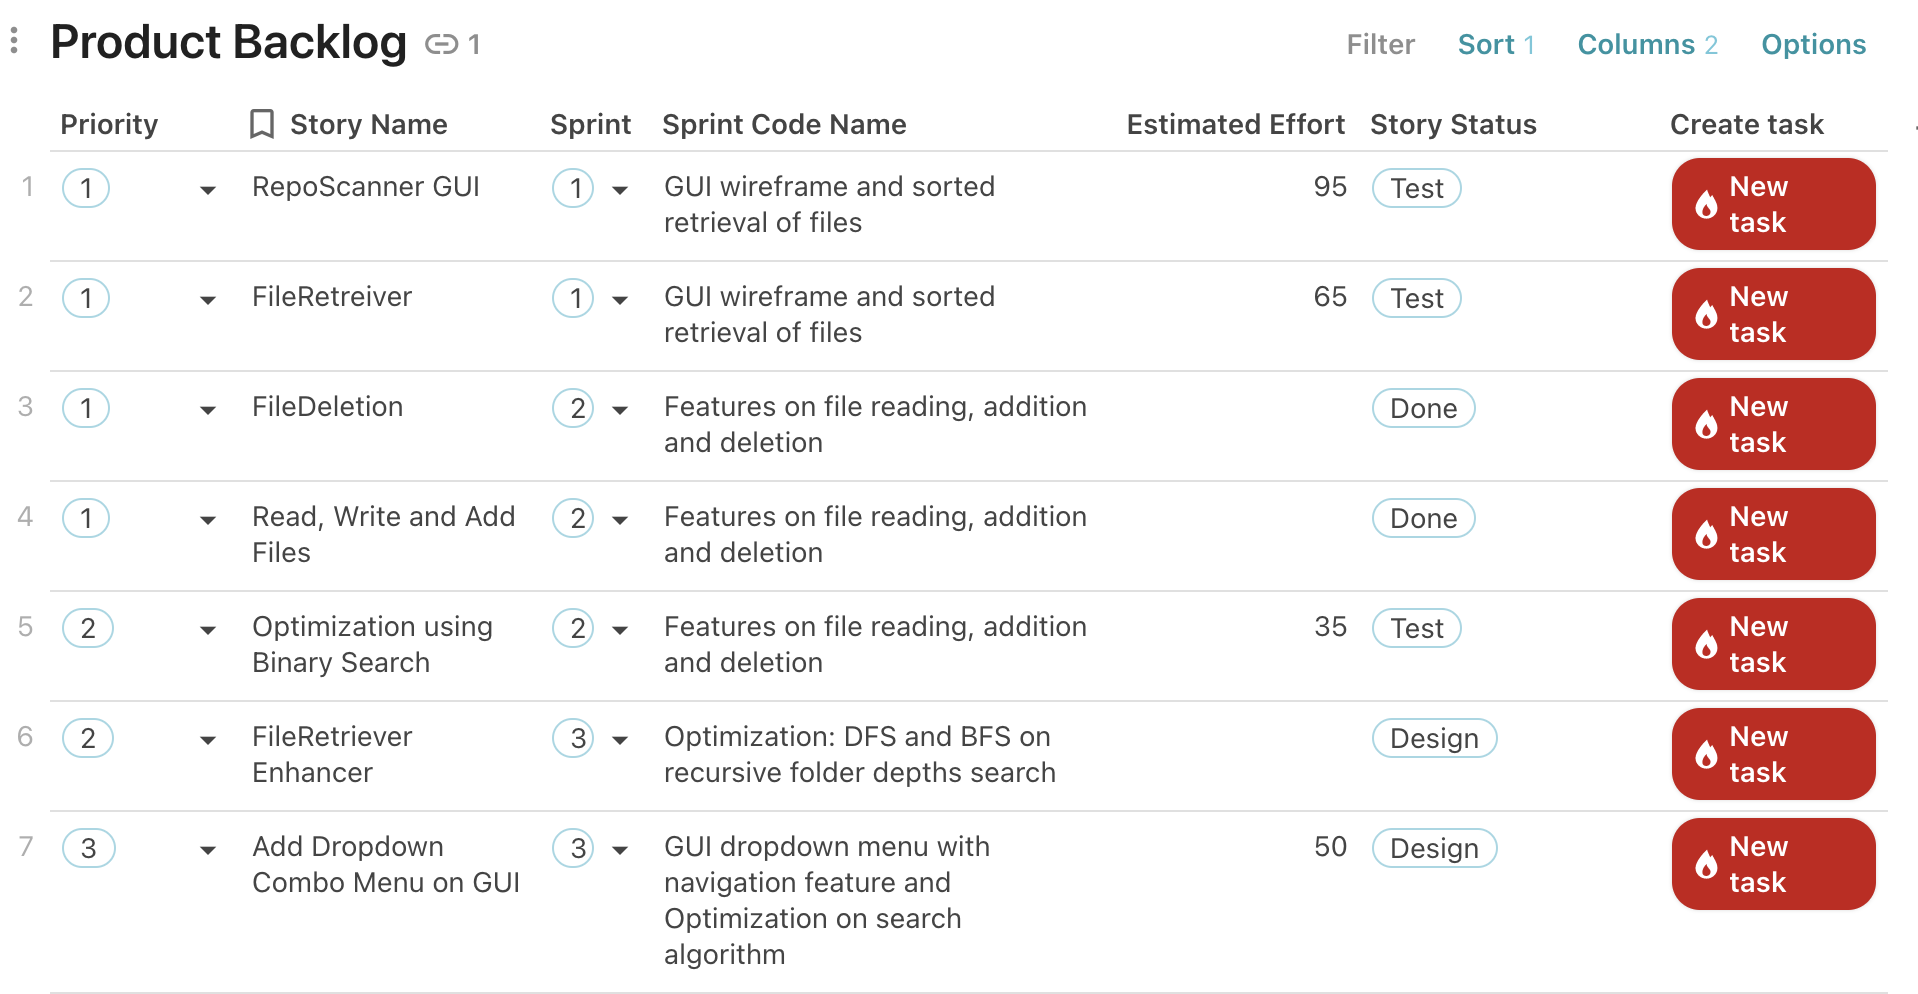 Product Backlog 1
Filter Sort 1 Columns 2 Options
Priority Story Name Sprint Sprint Code Name Estimated Effort Story Status Create task
1 1 RepoScanner GUI 1 GUI wireframe and sorted 95 Test New
retrieval of files task
2 1 FileRetreiver 1 GUI wireframe and sorted 65 Test New
retrieval of files task
3 1 FileDeletion 2 Features on file reading, addition Done New
and deletion task
4 1 Read, Write and Add 2 Features on file reading, addition Done New
Files and deletion task
5 2 Optimization using 2 Features on file reading, addition 35 Test New
Binary Search and deletion task
6 2 FileRetriever 3 Optimization: DFS and BFS on Design New
Enhancer recursive folder depths search task
7 3 Add Dropdown 3 GUI dropdown menu with 50 Design New
Combo Menu on GUI navigation feature and task
Optimization on search
algorithm